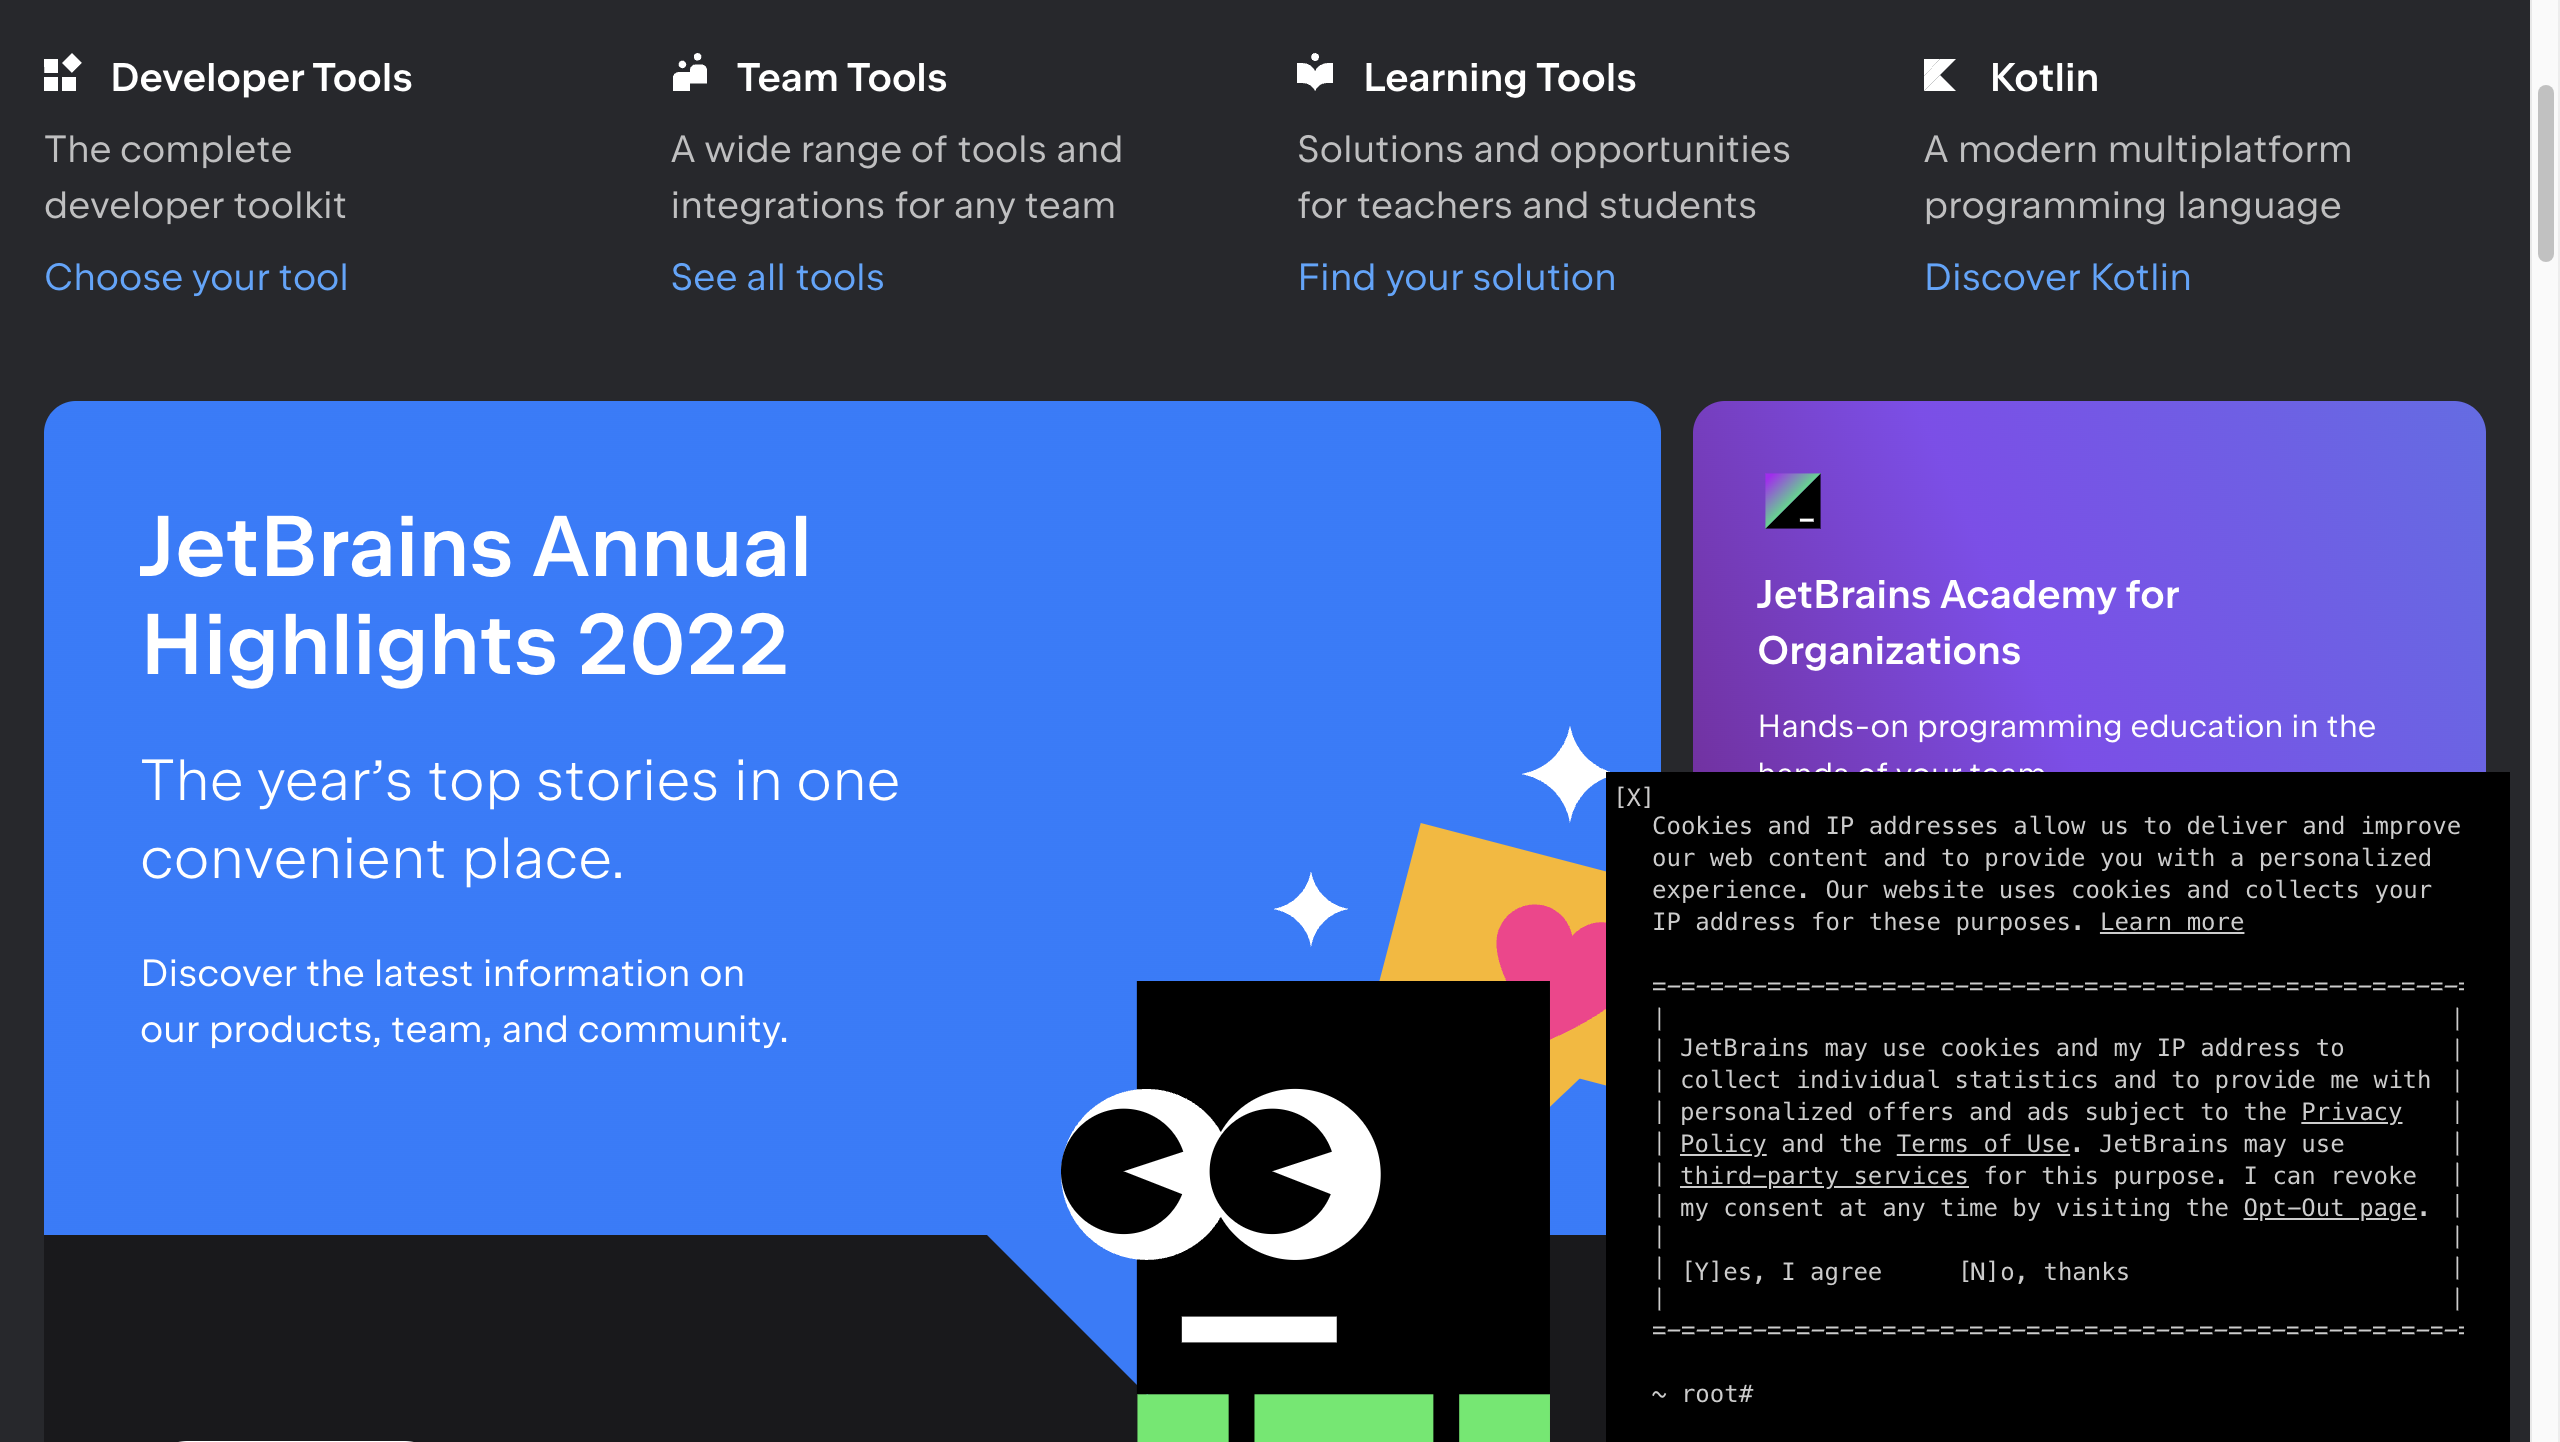 Developer Tools
The complete
developer toolkit
Choose your tool
Team Tools
A wide range of tools and
integrations for any team
See all tools
Learning Tools
Solutions and opportunities
for teachers and students
Find your solution
Kotlin
A modern multiplatform
programming language
Discover Kotlin
JetBrains Annual
Highlights 2022
The year’s top stories in one
convenient place.
Discover the latest information on
our products, team, and community.
JetBrains Academy for
Organizations
Hands-on programming education in the
hands of your team
[X]
Cookies and IP addresses allow us to deliver and improve
our web content and to provide you with a personalized
experience. Our website uses cookies and collects your
IP address for these purposes. Learn more
JetBrains may use cookies and my IP address to
collect individual statistics and to provide me with
personalized offers and ads subject to the Privacy
Policy and the Terms of Use. JetBrains may use
third-party services for this purpose. I can revoke
my consent at any time by visiting the Opt-Out page.
[Y]es, I agree [N]o, thanks
~ root#